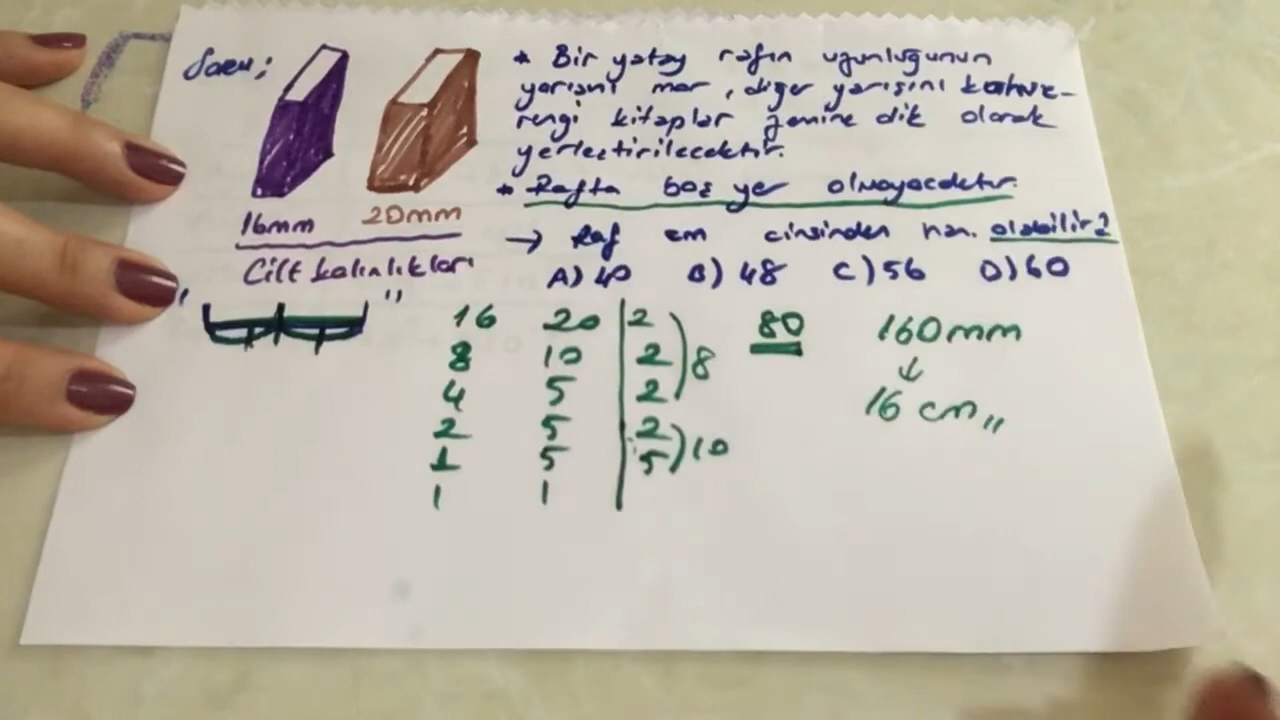 Soru;
* Bir yatay rafın uzunluğunun
yarısını mor, diğer yarısını kahve-
rengi kitaplar zemine dik olarak
yerleştirilecektir.
* Rafta boş yer olmayacaktır.
16mm 20mm
Cilt kalınlıkları
→ Raf cm cinsinden han. olabilir?
A) 40 B) 48 C) 56 D) 60
16 20 2
8 10 2 ) 8
4 5 2
2 5 2
1 5 5 ) 10
1 1
80
160mm
↓
16 cm,,